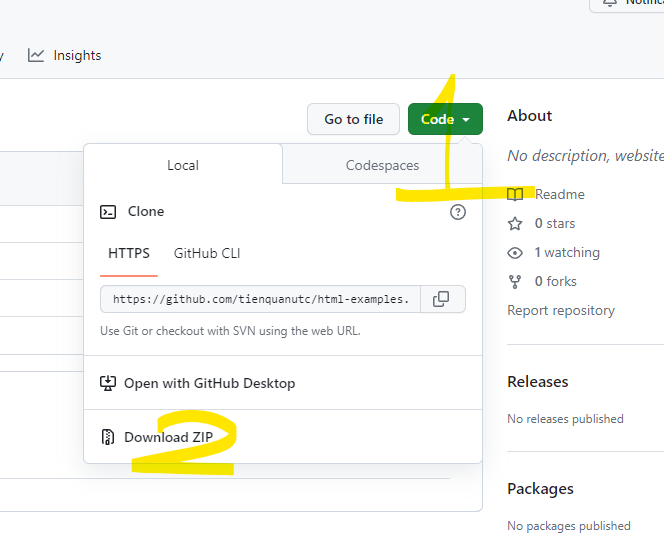 Notific
y
Insights
Go to file
Code
1
Local
Codespaces
Clone
HTTPS
GitHub CLI
https://github.com/tienquanutc/html-examples.
Use Git or checkout with SVN using the web URL.
Open with GitHub Desktop
Download ZIP
2
About
No description, website
Readme
0 stars
1 watching
0 forks
Report repository
Releases
No releases published
Packages
No packages published